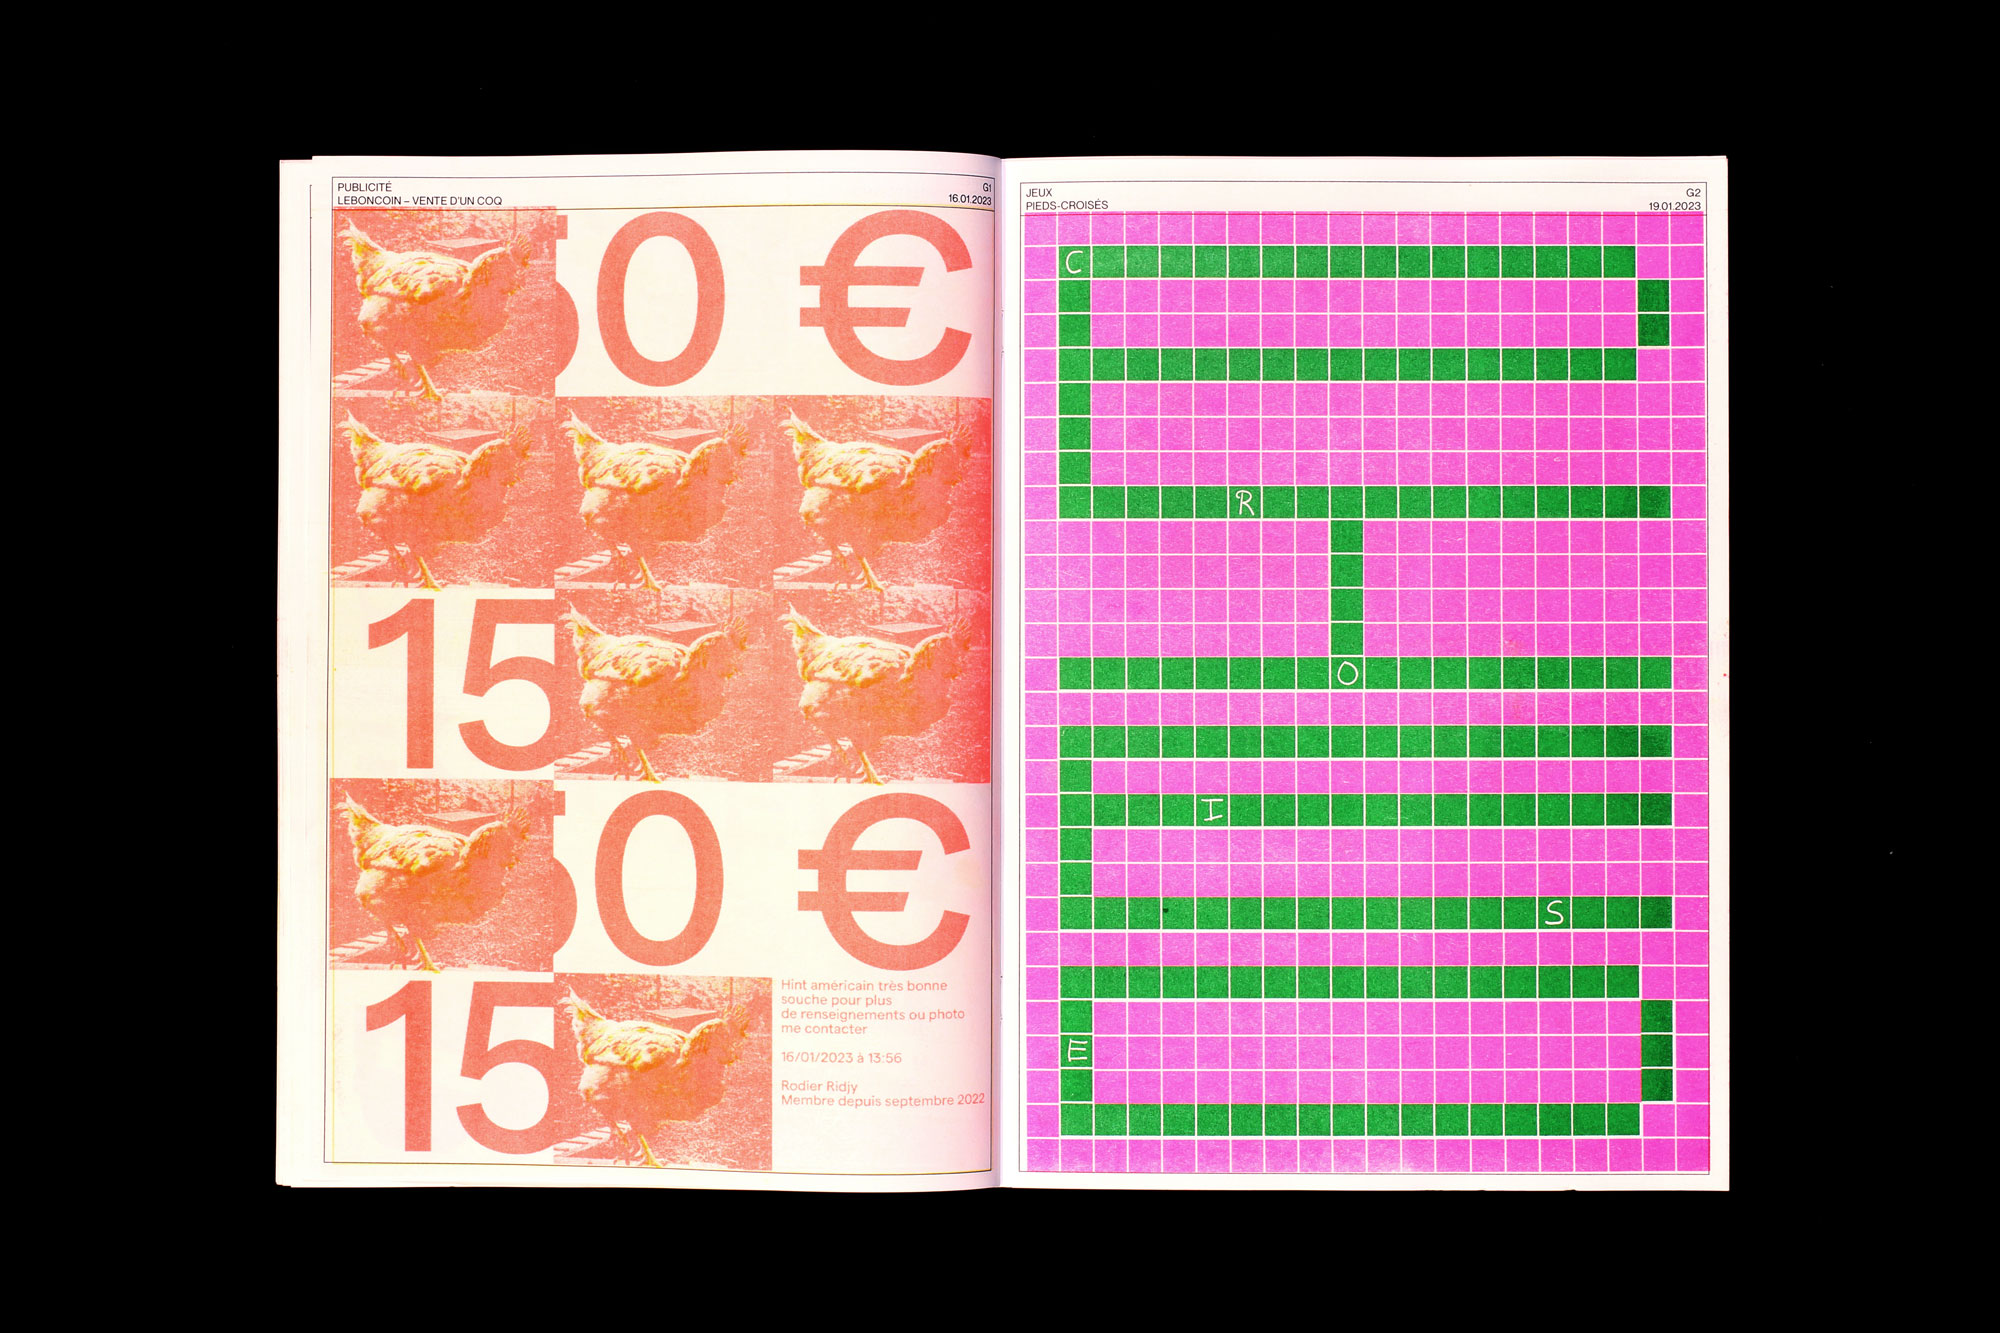 PUBLICITÉ
LEBONCOIN – VENTE D'UN COQ
G1
16.01.2023
50 €
15
50 €
15
Hint américain très bonne
souche pour plus
de renseignements ou photo
me contacter
16/01/2023 à 13:56
Rodier Ridjy
Membre depuis septembre 2022
JEUX
PIEDS-CROISÉS
G2
19.01.2023
C
R
O
I
S
E